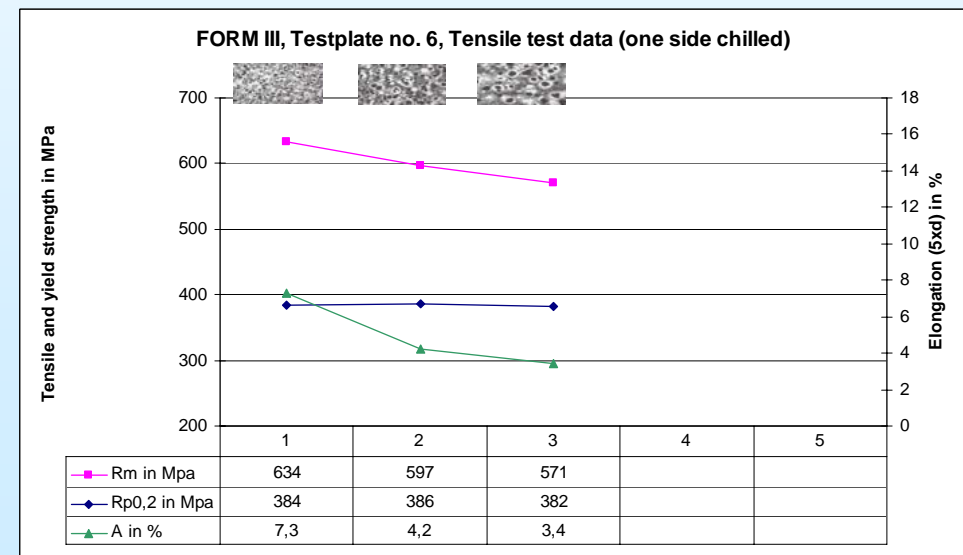 FORM III, Testplate no. 6, Tensile test data (one side chilled)
Tensile and yield strength in MPa
700
600
500
400
300
200
18
16
14
12
10
8
6
4
2
0
Elongation (5xd) in %
1 2 3 4 5
Rm in Mpa 634 597 571
Rp0,2 in Mpa 384 386 382
A in % 7,3 4,2 3,4